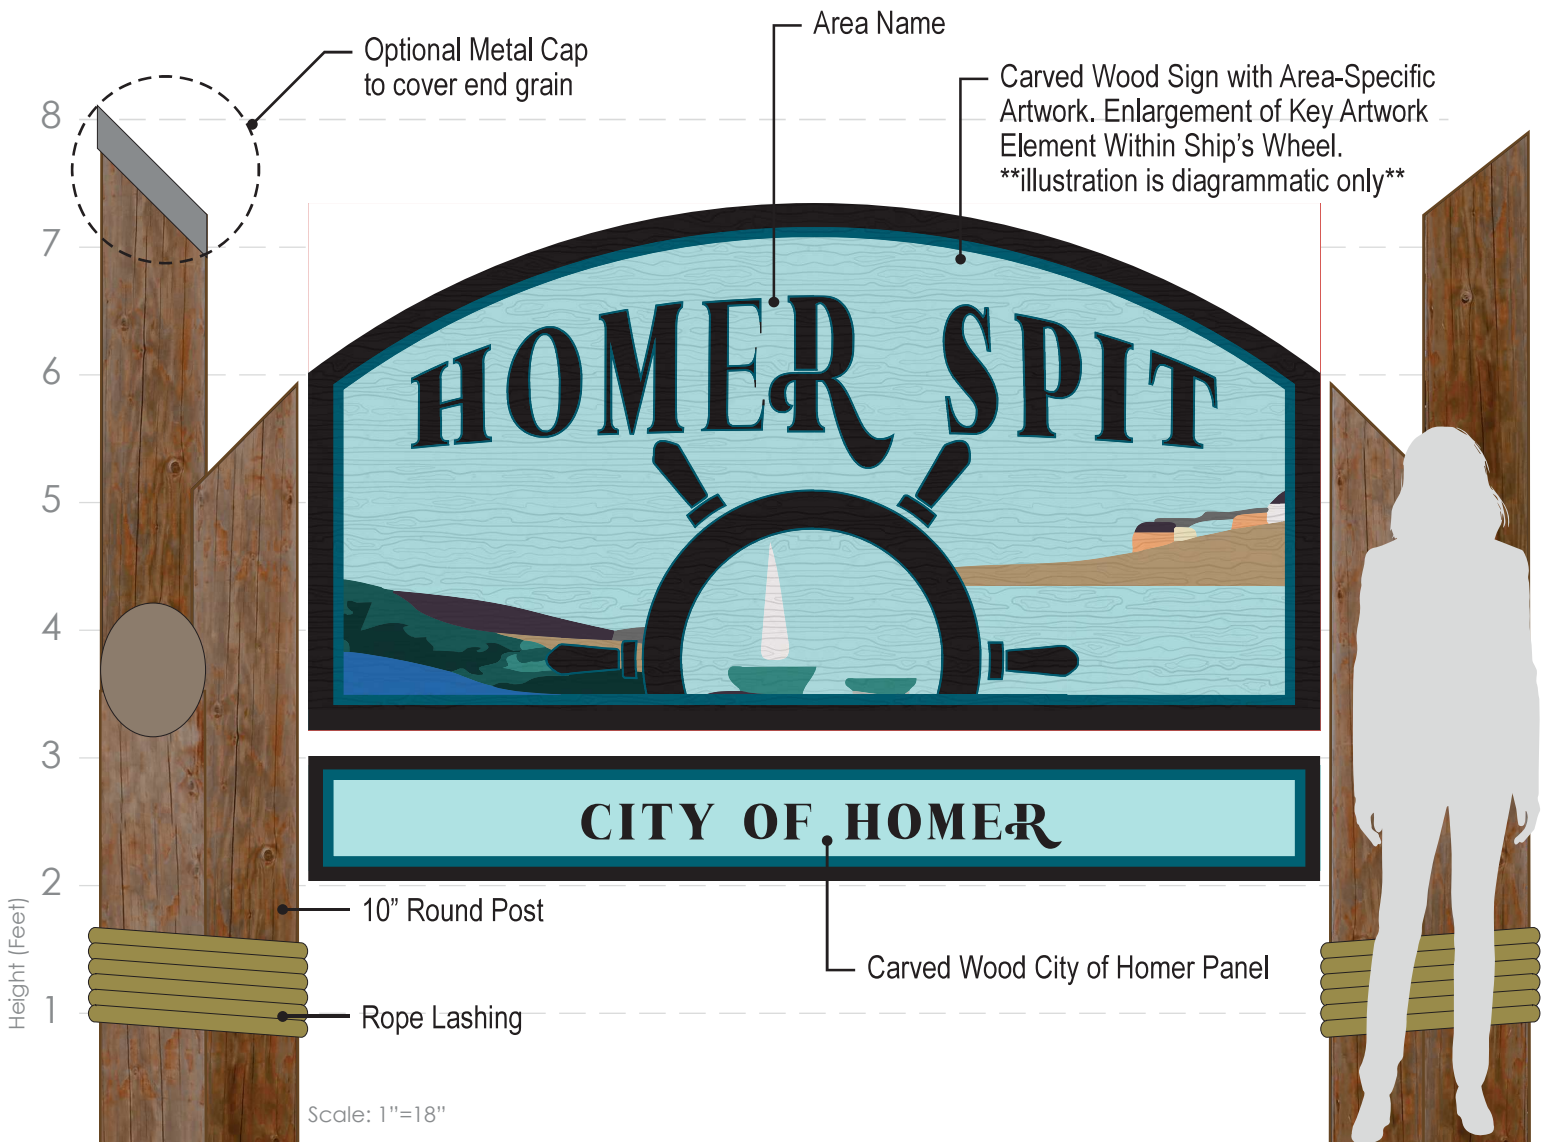 Area Name
Optional Metal Cap
to cover end grain
Carved Wood Sign with Area-Specific
Artwork. Enlargement of Key Artwork
Element Within Ship's Wheel.
**illustration is diagrammatic only**
8
7
6
5
4
3
2
1
Height (Feet)
HOMER SPIT
CITY OF HOMER
10” Round Post
Carved Wood City of Homer Panel
Rope Lashing
Scale: 1”=18”